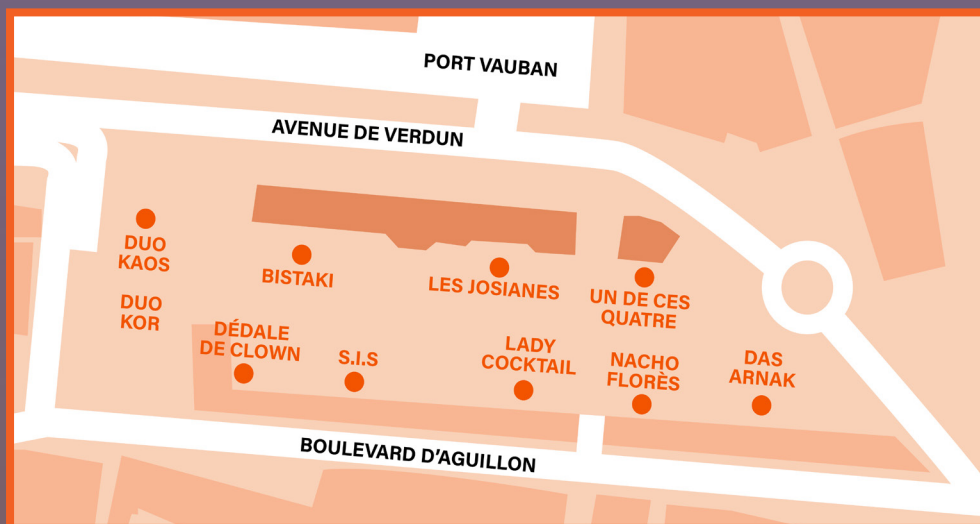 PORT VAUBAN
AVENUE DE VERDUN
DUO
KAOS
DUO
KOR
BISTAKI
LES JOSIANES
UN DE CES
QUATRE
DÉDALE
DE CLOWN
S.I.S
LADY
COCKTAIL
NACHO
FLORÈS
DAS
ARNAK
BOULEVARD D'AGUILLON